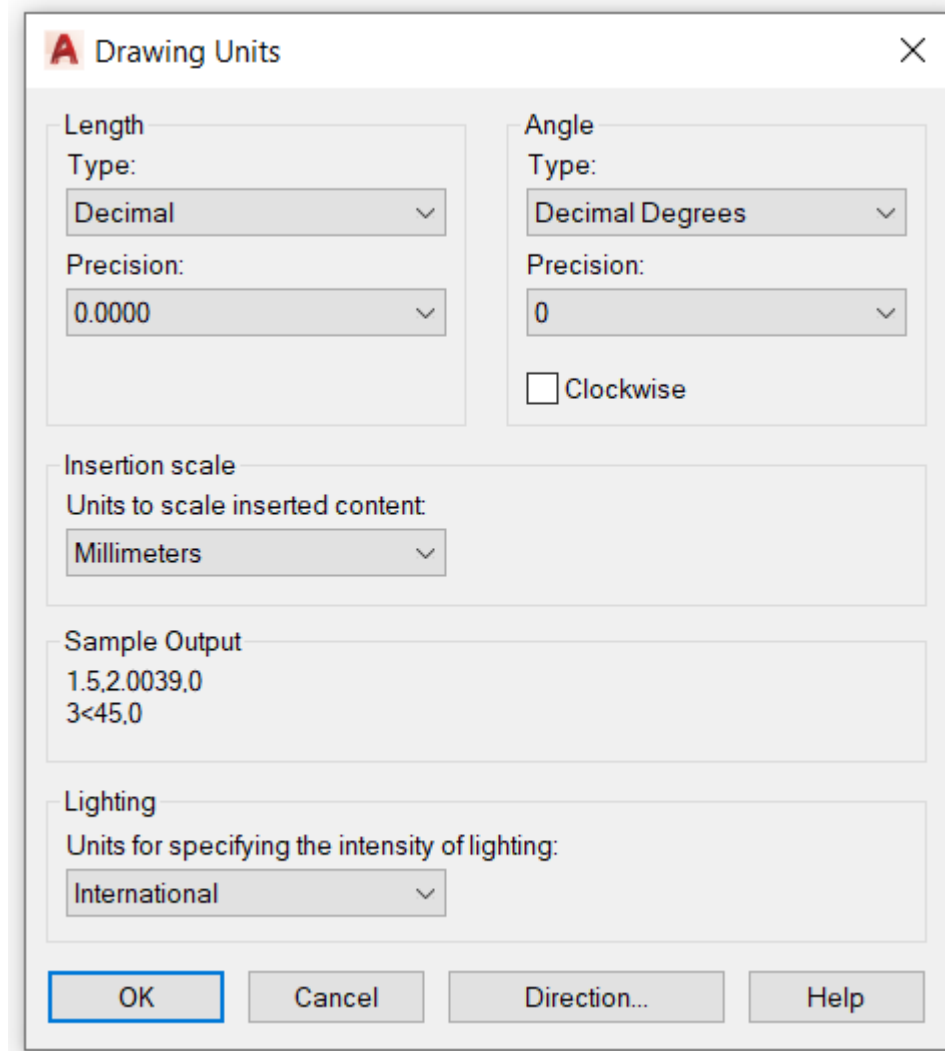 Drawing Units
Length
Type:
Decimal
Precision:
0.0000
Angle
Type:
Decimal Degrees
Precision:
0
Clockwise
Insertion scale
Units to scale inserted content:
Millimeters
Sample Output
1.5,2.0039,0
3<45,0
Lighting
Units for specifying the intensity of lighting:
International
OK Cancel Direction... Help